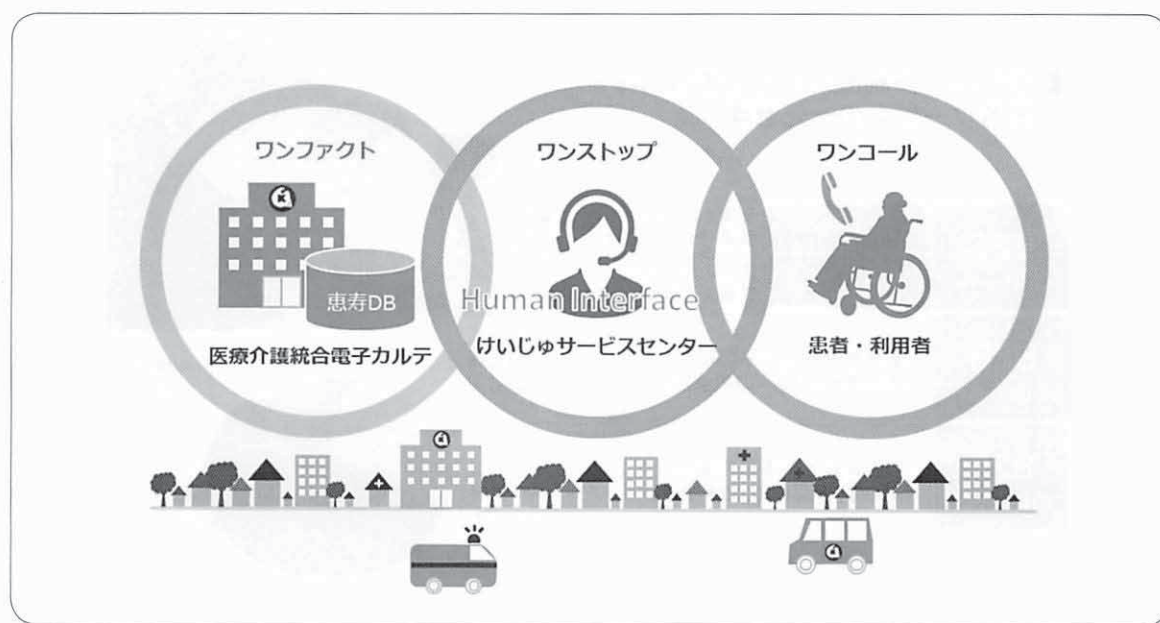 ワンファクト
恵寿DB
医療介護統合電子カルテ
ワンストップ
Human Interface
けいじゅサービスセンター
ワンコール
患者・利用者